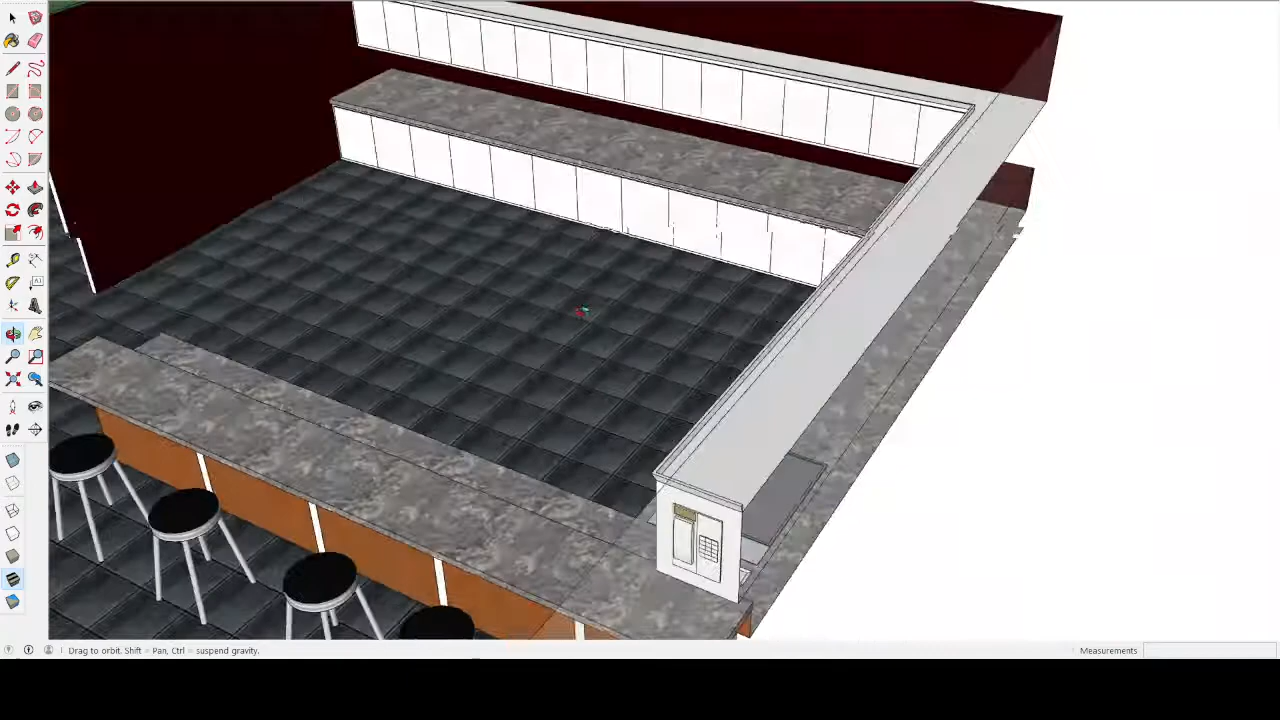 Drag to orbit. Shift = Pan, Ctrl = suspend gravity.
Measurements